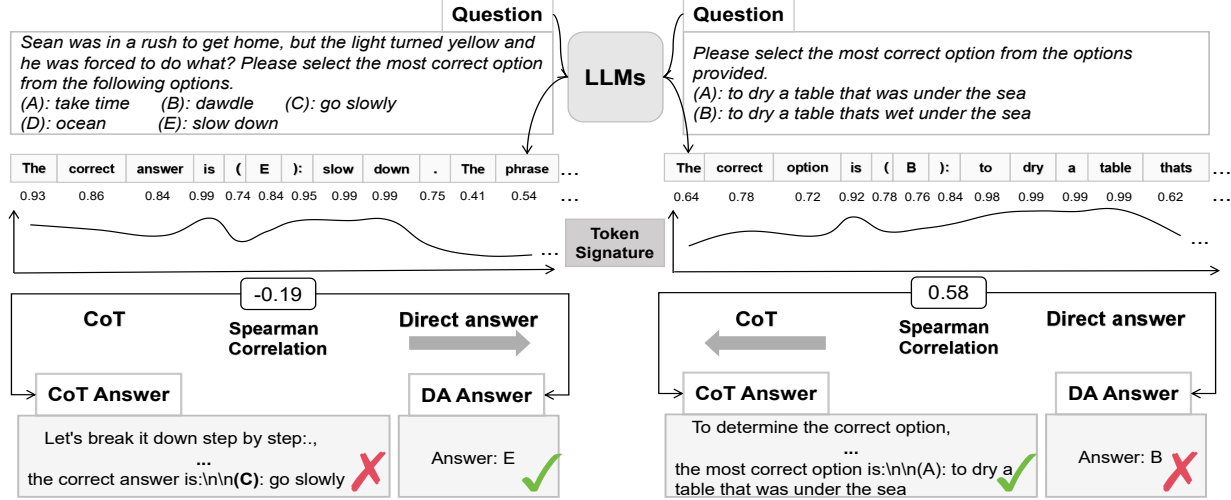 Question
Sean was in a rush to get home, but the light turned yellow and
he was forced to do what? Please select the most correct option
from the following options.
(A): take time (B): dawdle (C): go slowly
(D): ocean (E): slow down
LLMs
Question
Please select the most correct option from the options
provided.
(A): to dry a table that was under the sea
(B): to dry a table thats wet under the sea
The correct answer is ( E ): slow down . The phrase ...
0.93 0.86 0.84 0.99 0.74 0.84 0.95 0.99 0.99 0.75 0.41 0.54 ...
...
The correct option is ( B ): to dry a table thats ...
0.64 0.78 0.72 0.92 0.78 0.76 0.84 0.98 0.99 0.99 0.99 0.62 ...
...
Token
Signature
-0.19
CoT
Spearman
Correlation
Direct answer
CoT Answer
DA Answer
Let's break it down step by step:.,
...
the correct answer is:\n\n(C): go slowly
Answer: E
0.58
CoT
Spearman
Correlation
Direct answer
CoT Answer
DA Answer
To determine the correct option,
...
the most correct option is:\n\n(A): to dry a
table that was under the sea
Answer: B